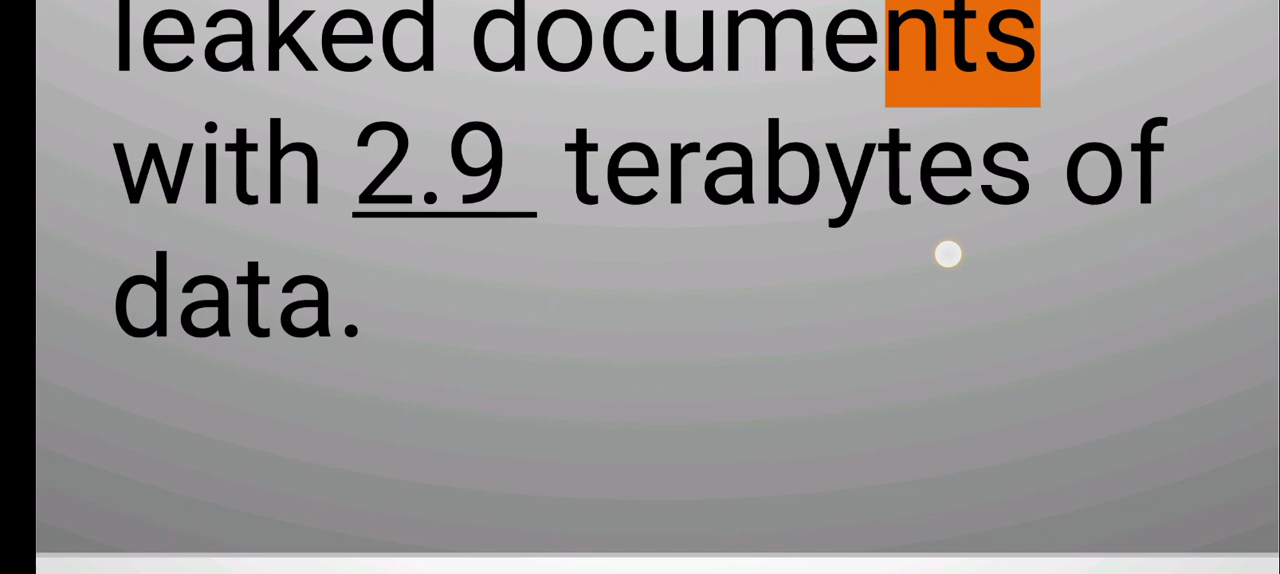 leaked documents
with 2.9 terabytes of
data.